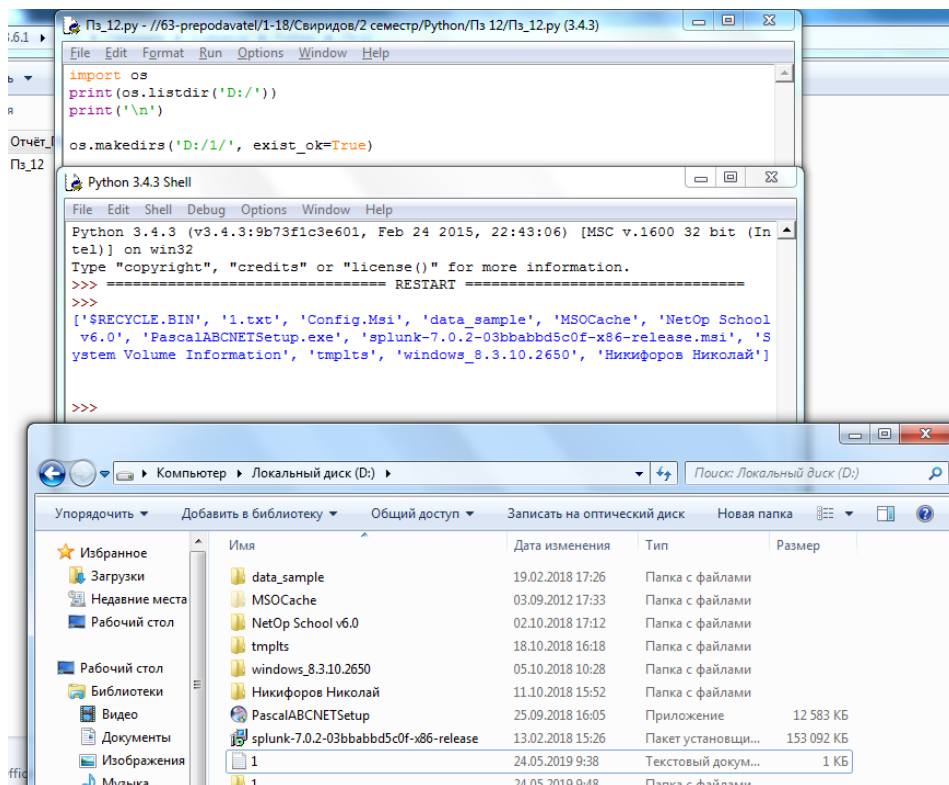 Пз_12.py - //63-prepodavatel/1-18/Свиридов/2 семестр/Python/Пз 12/Пз_12.py (3.4.3)
File Edit Format Run Options Window Help
import os
print(os.listdir('D:/'))
print('\n')
os.makedirs('D:/1/', exist_ok=True)
.6.1
ь
я
Отчёт_
Пз_12
Python 3.4.3 Shell
File Edit Shell Debug Options Window Help
Python 3.4.3 (v3.4.3:9b73f1c3e601, Feb 24 2015, 22:43:06) [MSC v.1600 32 bit (In
tel)] on win32
Type "copyright", "credits" or "license()" for more information.
>>> ================================ RESTART ================================
>>>
['$RECYCLE.BIN', '1.txt', 'Config.Msi', 'data_sample', 'MSOCache', 'NetOp School
 v6.0', 'PascalABCNETSetup.exe', 'splunk-7.0.2-03bbabbd5c0f-x86-release.msi', 'S
ystem Volume Information', 'tmplts', 'windows_8.3.10.2650', 'Никифоров Николай']
>>>
Компьютер Локальный диск (D:)
Поиск: Локальный диск (D:)
Упорядочить Добавить в библиотеку Общий доступ Записать на оптический диск Новая папка
Избранное
Загрузки
Недавние места
Рабочий стол
Рабочий стол
Библиотеки
Видео
Документы
Изображения
Музыка
Имя Дата изменения Тип Размер
data_sample 19.02.2018 17:26 Папка с файлами
MSOCache 03.09.2012 17:33 Папка с файлами
NetOp School v6.0 02.10.2018 17:12 Папка с файлами
tmplts 18.10.2018 16:18 Папка с файлами
windows_8.3.10.2650 05.10.2018 10:28 Папка с файлами
Никифоров Николай 11.10.2018 15:52 Папка с файлами
PascalABCNETSetup 25.09.2018 16:05 Приложение 12 583 КБ
splunk-7.0.2-03bbabbd5c0f-x86-release 13.02.2018 15:26 Пакет установщи... 153 092 КБ
1 24.05.2019 9:38 Текстовый докум... 1 КБ
1 24.05.2019 9:48 Папка с файлами